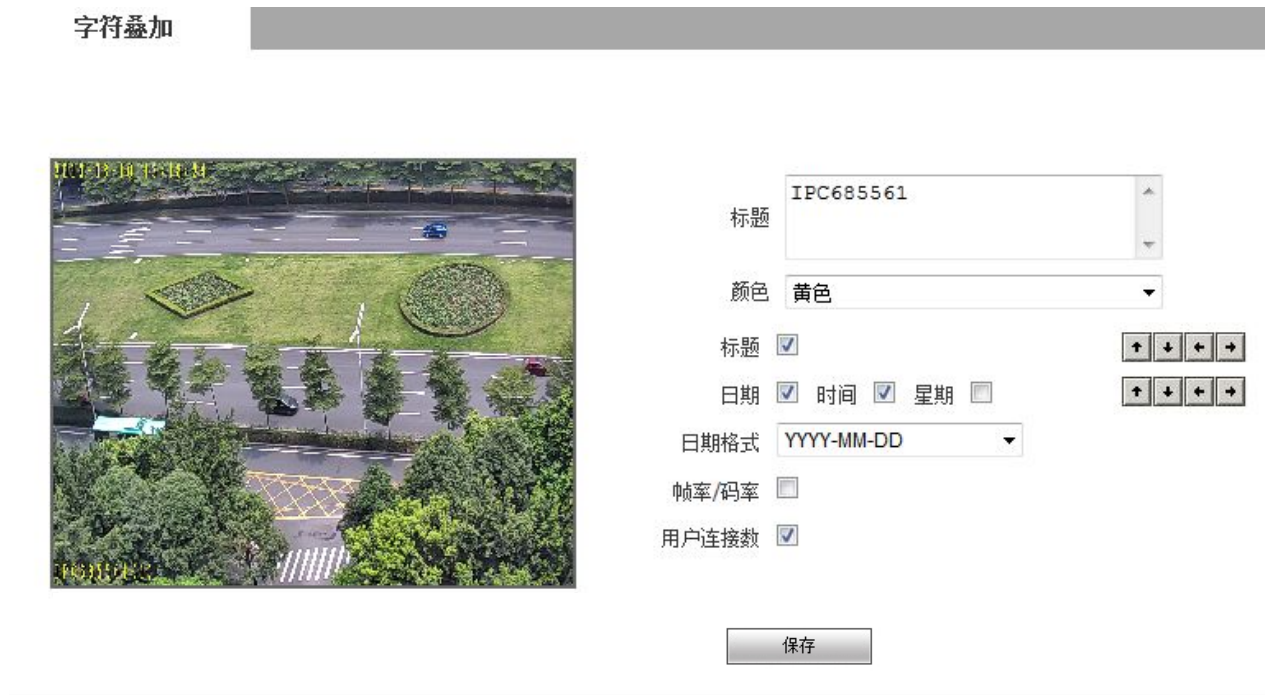 字符叠加
标题
IPC685561
颜色 黄色
标题
日期 时间 星期
日期格式 YYYY-MM-DD
帧率/码率
用户连接数
保存